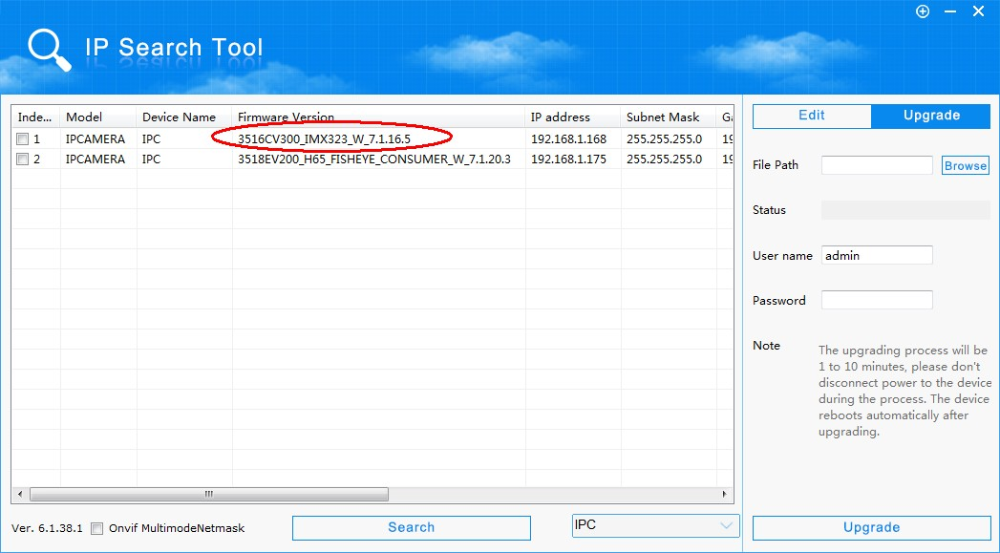 IP Search Tool
Inde... Model Device Name Firmware Version IP address Subnet Mask Ga
1 IPCAMERA IPC 3516CV300_IMX323_W_7.1.16.5 192.168.1.168 255.255.255.0 19
2 IPCAMERA IPC 3518EV200_H65_FISHEYE_CONSUMER_W_7.1.20.3 192.168.1.175 255.255.255.0 19
Ver. 6.1.38.1 Onvif MultimodeNetmask Search IPC
Edit Upgrade
File Path Browse
Status
User name admin
Password
Note
The upgrading process will be
1 to 10 minutes, please don't
disconnect power to the device
during the process. The device
reboots automatically after
upgrading.
Upgrade